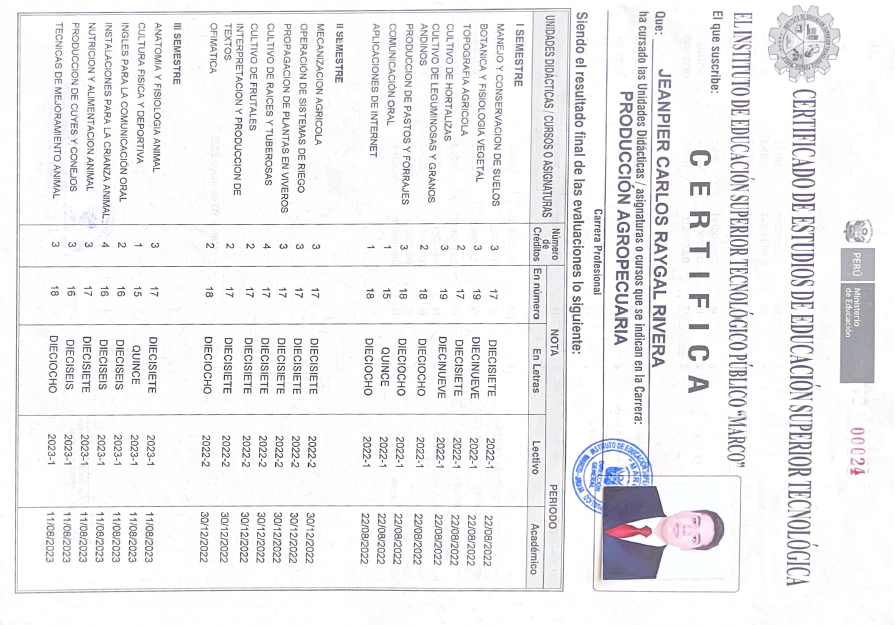 PERÚ
Ministerio
de Educación
00024
CERTIFICADO DE ESTUDIOS DE EDUCACIÓN SUPERIOR TECNOLÓGICA
EL INSTITUTO DE EDUCACIÓN SUPERIOR TECNOLÓGICO PÚBLICO "MARCO"
El que suscribe:
CERTIFICA
Que: JEANPIER CARLOS RAYGAL RIVERA
ha cursado las Unidades Didácticas / asignaturas o cursos que se indican en la Carrera:
PRODUCCIÓN AGROPECUARIA
Carrera Profesional
Siendo el resultado final de las evaluaciones lo siguiente:
UNIDADES DIDÁCTICAS / CURSOS O ASIGNATURAS Número de Créditos NOTA PERIODO
En número En Letras Lectivo Académico
I SEMESTRE
MANEJO Y CONSERVACION DE SUELOS 3 17 DIECISIETE 2022-1 22/08/2022
BOTANICA Y FISIOLOGIA VEGETAL 3 19 DIECINUEVE 2022-1 22/08/2022
TOPOGRAFIA AGRICOLA 2 17 DIECISIETE 2022-1 22/08/2022
CULTIVO DE HORTALIZAS 3 19 DIECINUEVE 2022-1 22/08/2022
CULTIVO DE LEGUMINOSAS Y GRANOS
ANDINOS 2 18 DIECIOCHO 2022-1 22/08/2022
PRODUCCION DE PASTOS Y FORRAJES 3 18 DIECIOCHO 2022-1 22/08/2022
COMUNICACIÓN ORAL 1 15 QUINCE 2022-1 22/08/2022
APLICACIONES DE INTERNET 1 18 DIECIOCHO 2022-1 22/08/2022
II SEMESTRE
MECANIZACION AGRICOLA 3 17 DIECISIETE 2022-2 30/12/2022
OPERACIÓN DE SISTEMAS DE RIEGO 3 17 DIECISIETE 2022-2 30/12/2022
PROPAGACION DE PLANTAS EN VIVEROS 3 17 DIECISIETE 2022-2 30/12/2022
CULTIVO DE RAICES Y TUBEROSAS 4 17 DIECISIETE 2022-2 30/12/2022
CULTIVO DE FRUTALES 2 17 DIECISIETE 2022-2 30/12/2022
INTERPRETACION Y PRODUCCION DE
TEXTOS 2 17 DIECISIETE 2022-2 30/12/2022
OFIMATICA 2 18 DIECIOCHO 2022-2 30/12/2022
III SEMESTRE
ANATOMIA Y FISIOLOGIA ANIMAL 3 17 DIECISIETE 2023-1 11/08/2023
CULTURA FISICA Y DEPORTIVA 1 15 QUINCE 2023-1 11/08/2023
INGLES PARA LA COMUNICACION ORAL 2 16 DIECISEIS 2023-1 11/08/2023
INSTALACIONES PARA LA CRIANZA ANIMAL 4 16 DIECISEIS 2023-1 11/08/2023
NUTRICION Y ALIMENTACION ANIMAL 3 17 DIECISIETE 2023-1 11/08/2023
PRODUCCION DE CUYES Y CONEJOS 3 16 DIECISEIS 2023-1 11/08/2023
TECNICAS DE MEJORAMIENTO ANIMAL 3 18 DIECIOCHO 2023-1 11/08/2023